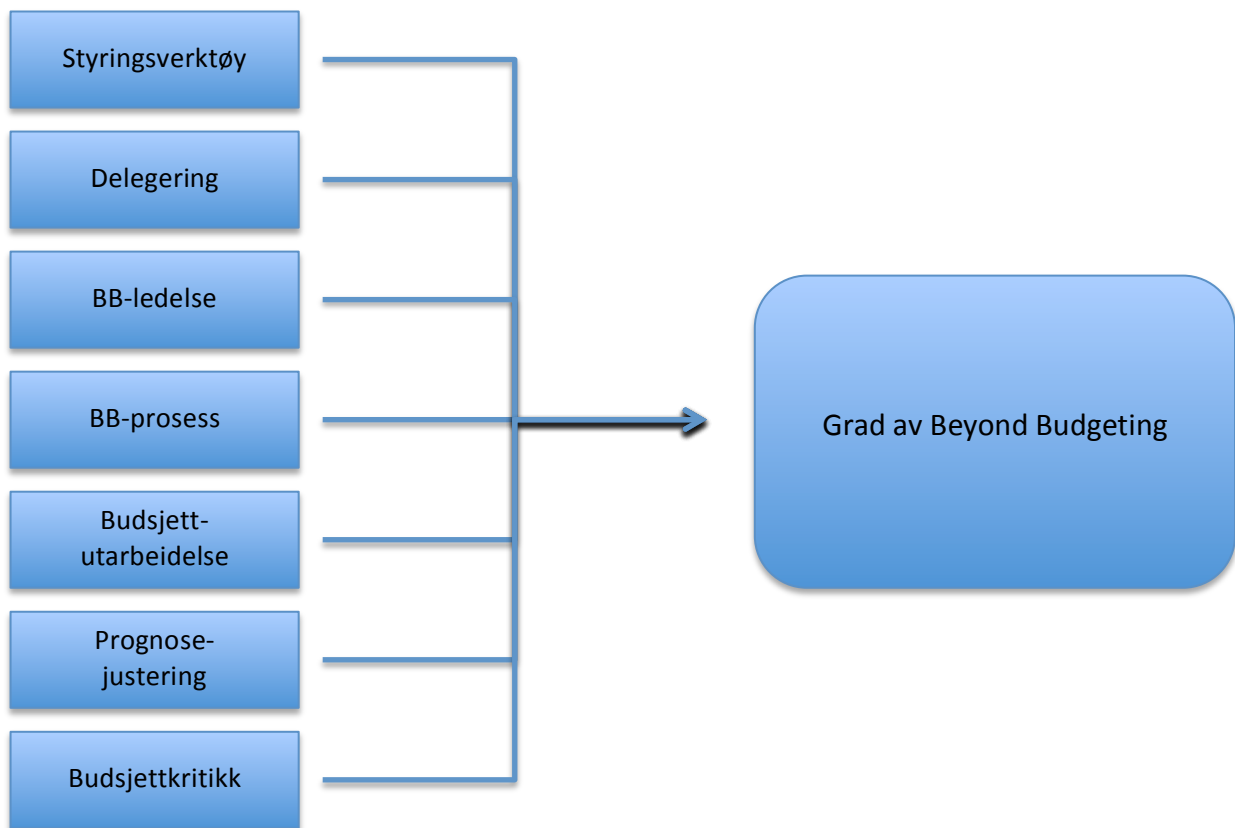 Styringsverktøy
Delegering
BB-ledelse
BB-prosess
Budsjett-
utarbeidelse
Prognose-
justering
Budsjettkritikk
Grad av Beyond Budgeting